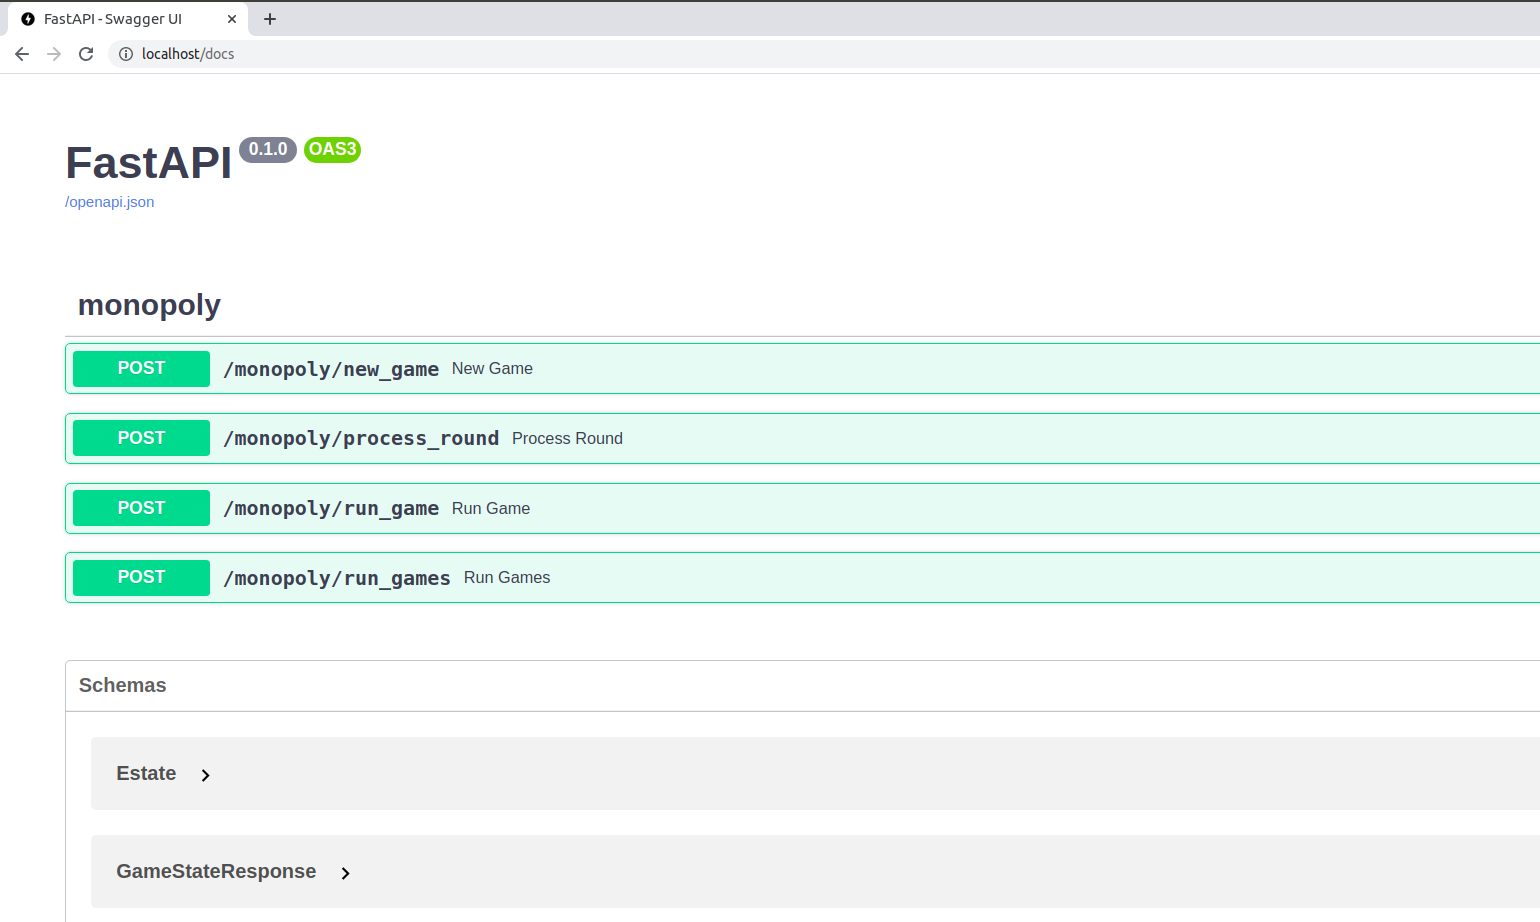 FastAPI - Swagger UI
localhost/docs
FastAPI 0.1.0 OAS3
/openapi.json
monopoly
POST /monopoly/new_game New Game
POST /monopoly/process_round Process Round
POST /monopoly/run_game Run Game
POST /monopoly/run_games Run Games
Schemas
Estate
GameStateResponse